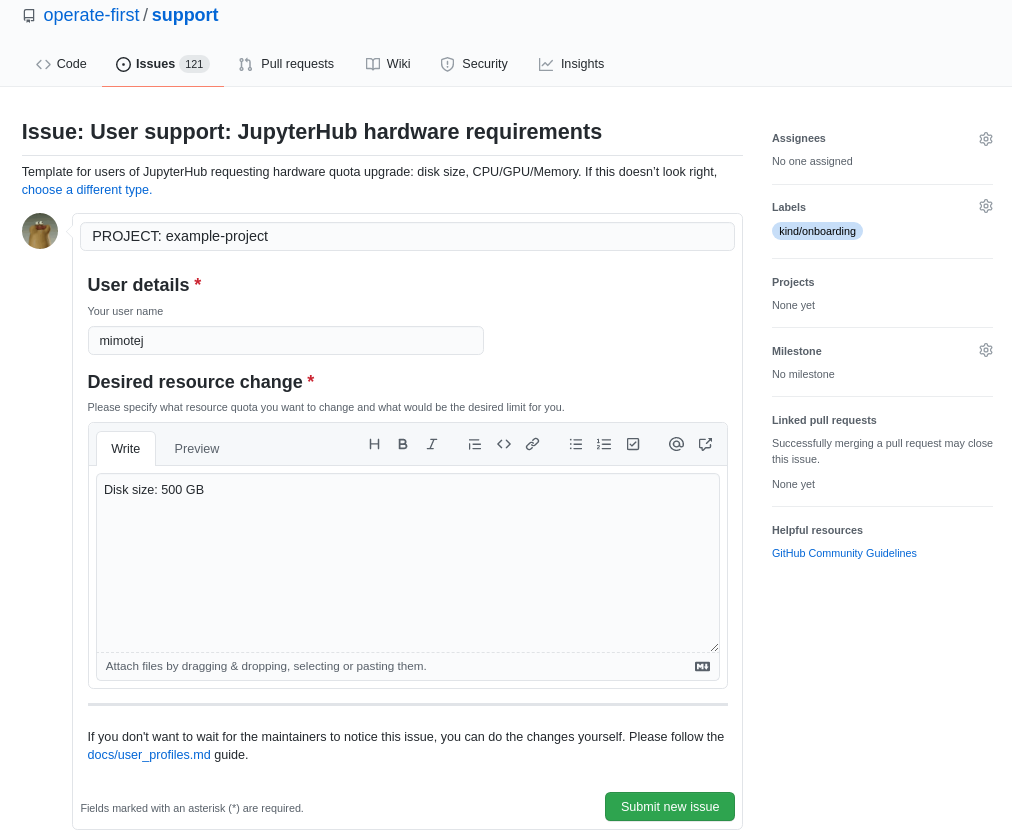 operate-first / support
Code Issues 121 Pull requests Wiki Security Insights
Issue: User support: JupyterHub hardware requirements
Template for users of JupyterHub requesting hardware quota upgrade: disk size, CPU/GPU/Memory. If this doesn’t look right,
choose a different type.
PROJECT: example-project
User details *
Your user name
mimotej
Desired resource change *
Please specify what resource quota you want to change and what would be the desired limit for you.
Write Preview
Disk size: 500 GB
Attach files by dragging & dropping, selecting or pasting them.
If you don't want to wait for the maintainers to notice this issue, you can do the changes yourself. Please follow the
docs/user_profiles.md guide.
Fields marked with an asterisk (*) are required.
Submit new issue
Assignees
No one assigned
Labels
kind/onboarding
Projects
None yet
Milestone
No milestone
Linked pull requests
Successfully merging a pull request may close
this issue.
None yet
Helpful resources
GitHub Community Guidelines